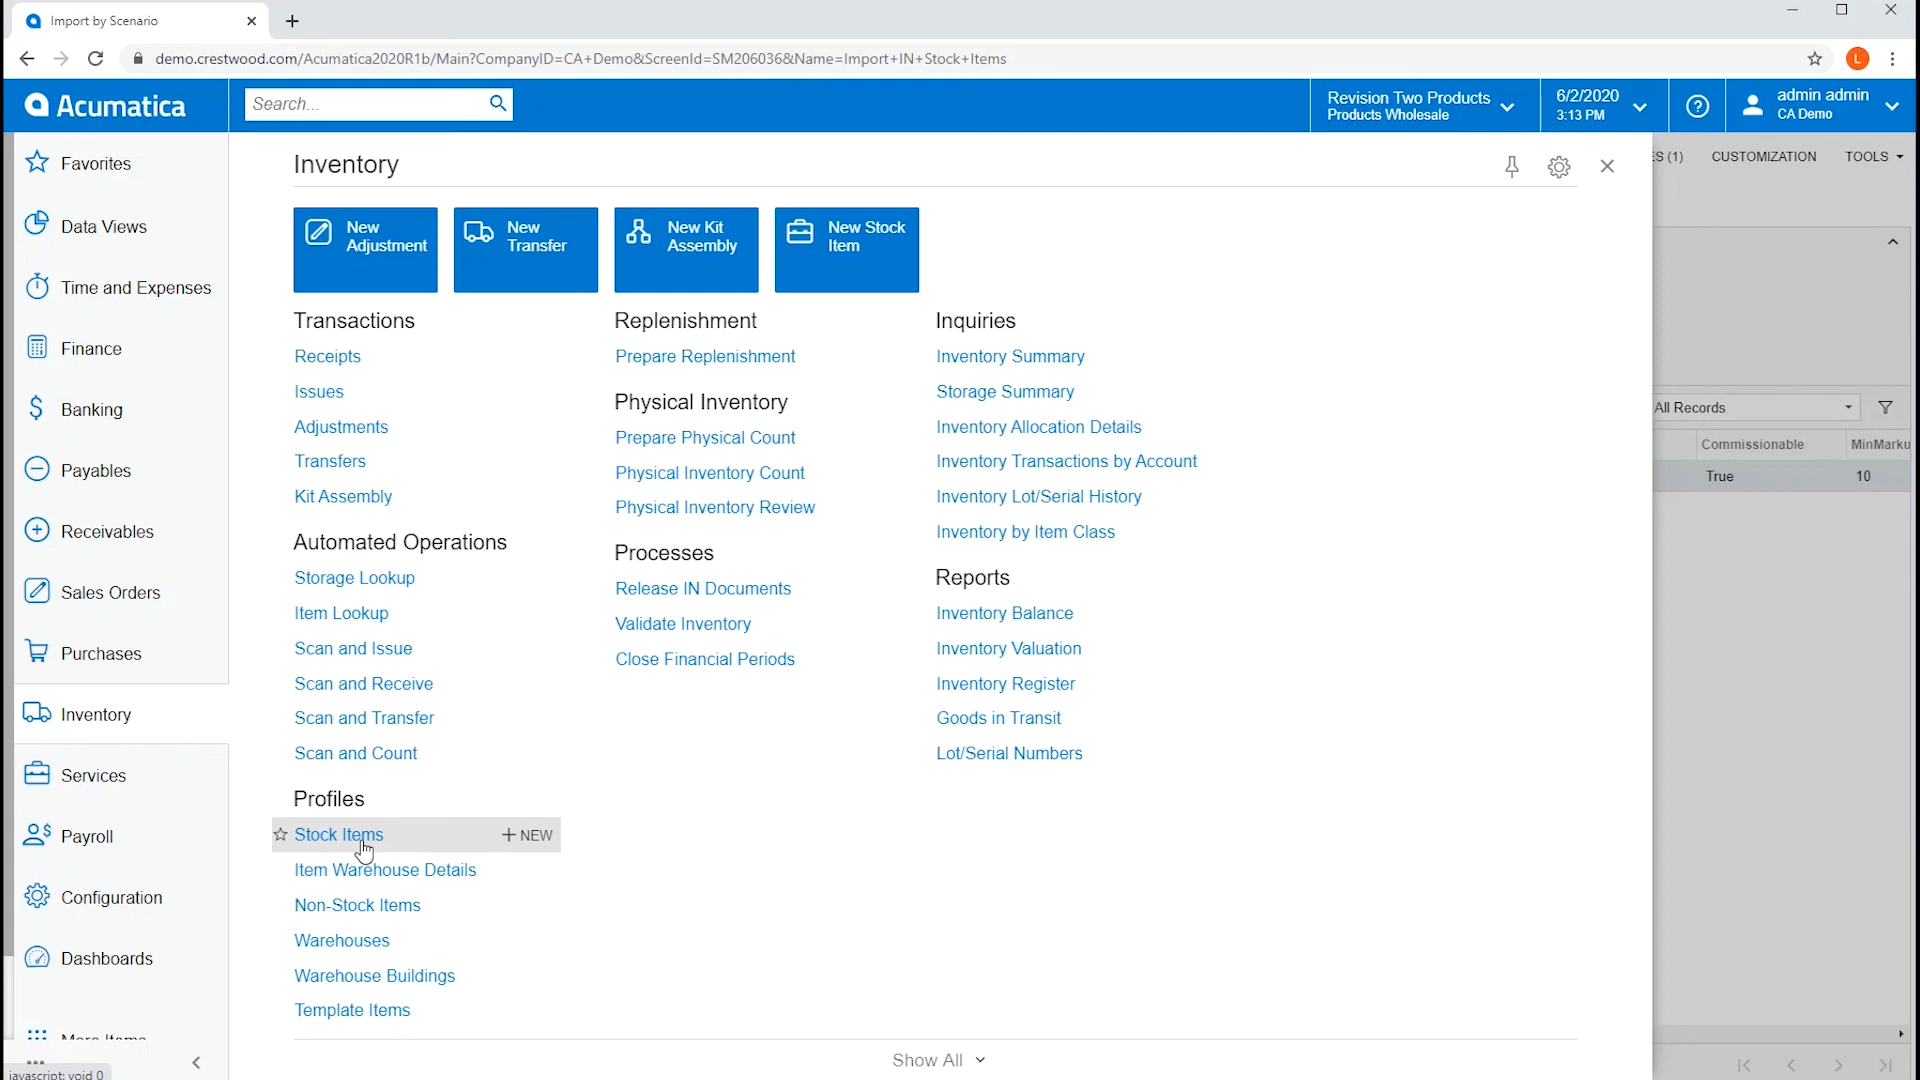 Import by Scenario
demo.crestwood.com/Acumatica2020R1b/Main?CompanyID=CA+Demo&ScreenId=SM206036&Name=Import+IN+Stock+Items
L
Acumatica
Search...
Revision Two Products
Products Wholesale
6/2/2020
3:13 PM
admin admin
CA Demo
Favorites
Data Views
Time and Expenses
Finance
Banking
Payables
Receivables
Sales Orders
Purchases
Inventory
Services
Payroll
Configuration
Dashboards
More Items
javascript: void 0
Inventory
New
Adjustment
New
Transfer
New Kit
Assembly
New Stock
Item
Transactions
Receipts
Issues
Adjustments
Transfers
Kit Assembly
Automated Operations
Storage Lookup
Item Lookup
Scan and Issue
Scan and Receive
Scan and Transfer
Scan and Count
Profiles
Stock Items
+ NEW
Item Warehouse Details
Non-Stock Items
Warehouses
Warehouse Buildings
Template Items
Replenishment
Prepare Replenishment
Physical Inventory
Prepare Physical Count
Physical Inventory Count
Physical Inventory Review
Processes
Release IN Documents
Validate Inventory
Close Financial Periods
Inquiries
Inventory Summary
Storage Summary
Inventory Allocation Details
Inventory Transactions by Account
Inventory Lot/Serial History
Inventory by Item Class
Reports
Inventory Balance
Inventory Valuation
Inventory Register
Goods in Transit
Lot/Serial Numbers
Show All
ES (1)
CUSTOMIZATION
TOOLS
All Records
Commissionable
MinMarku
True
10